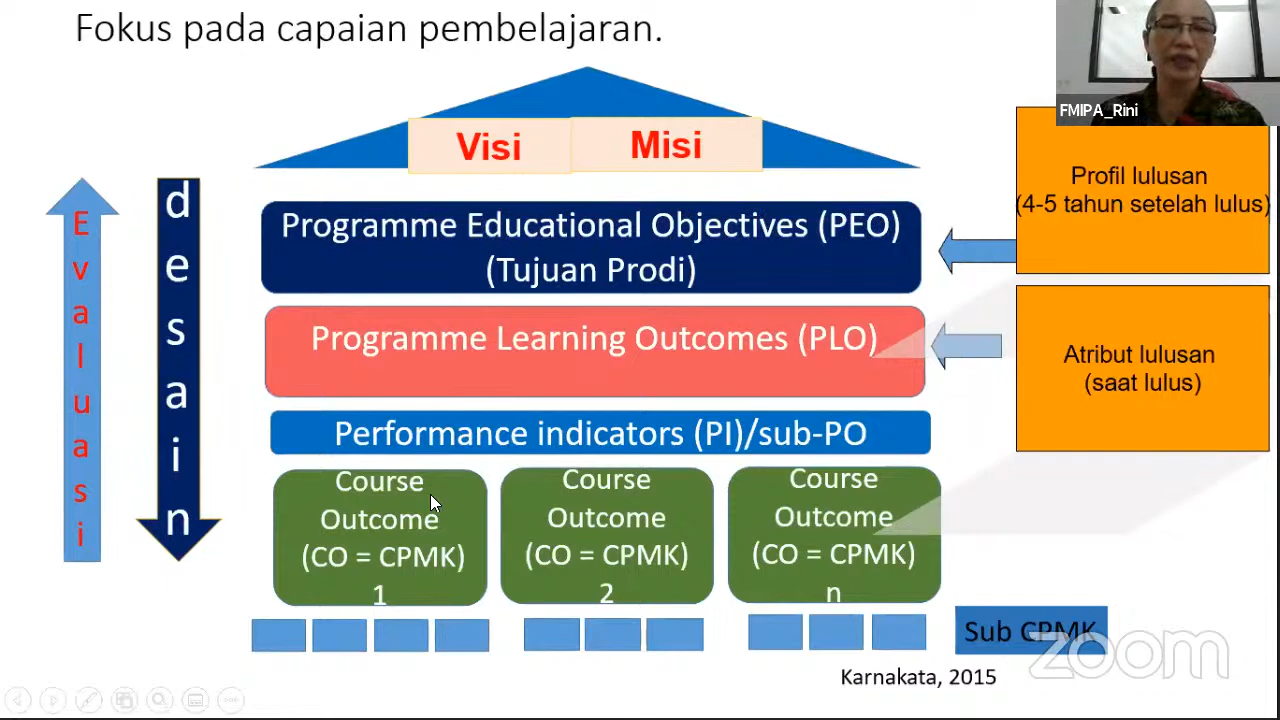 Fokus pada capaian pembelajaran.
FMIPA_Rini
Visi
Misi
Profil lulusan
(4-5 tahun setelah lulus)
Evaluasi
desain
Programme Educational Objectives (PEO)
(Tujuan Prodi)
Programme Learning Outcomes (PLO)
Atribut lulusan
(saat lulus)
Performance indicators (PI)/sub-PO
Course
Outcome
(CO = CPMK)
1
Course
Outcome
(CO = CPMK)
2
Course
Outcome
(CO = CPMK)
n
Sub CPMK
zoom
Karnakata, 2015